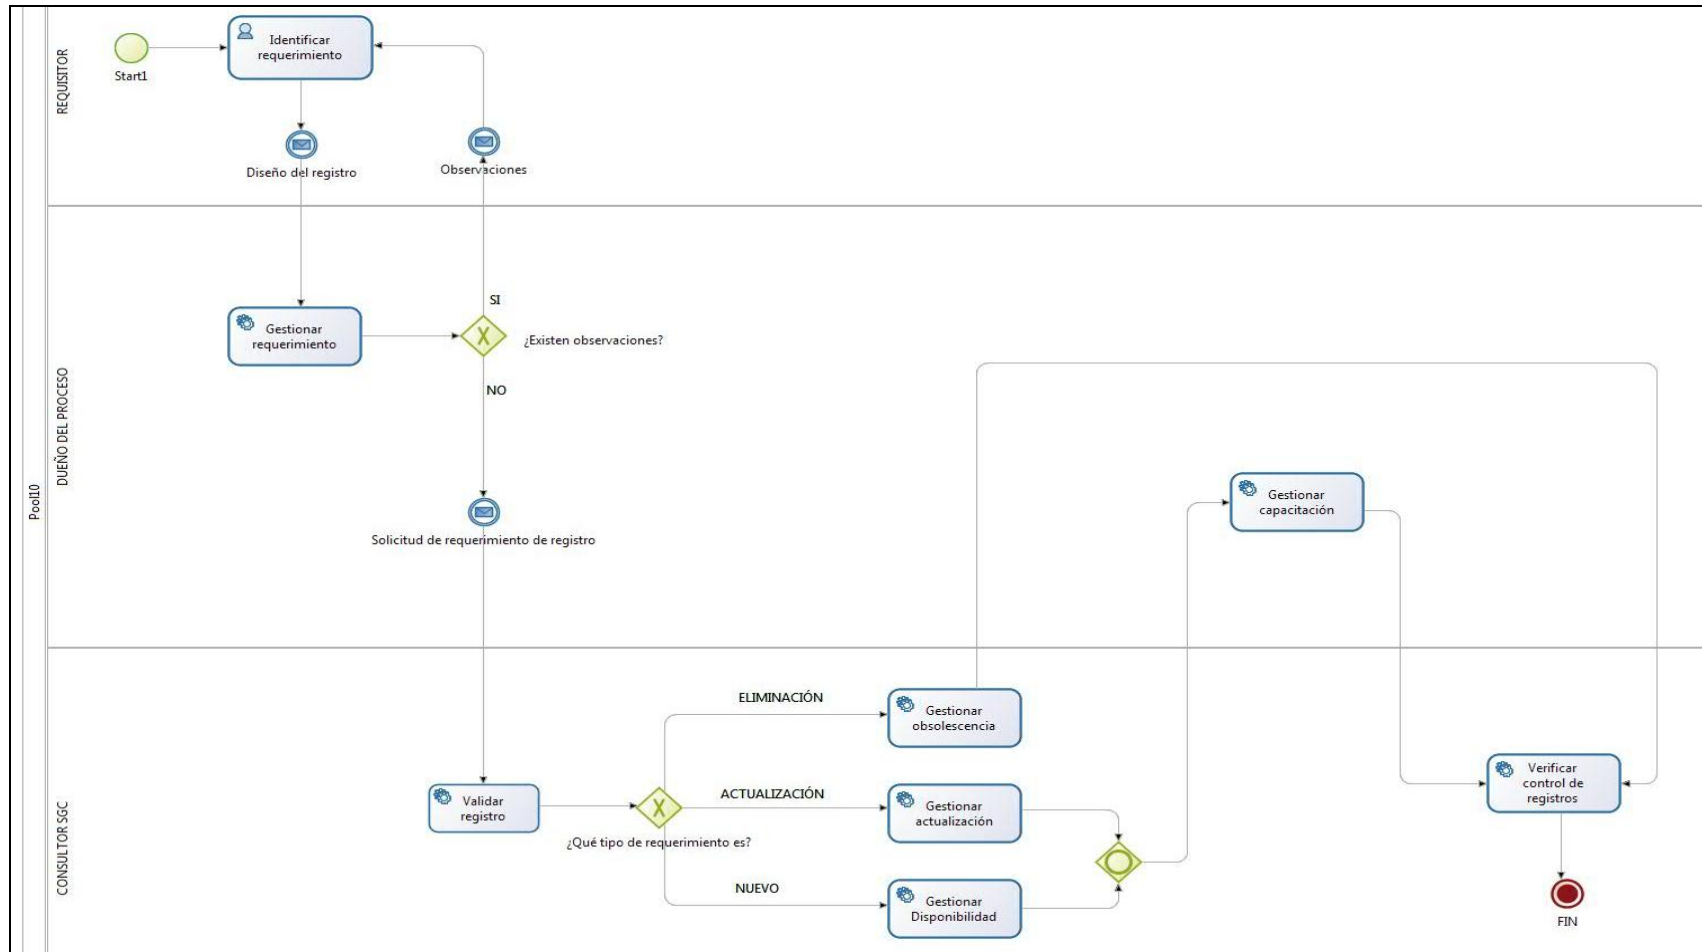 Pool10
REQUISITOR
Start1
Identificar
requerimiento
Diseño del registro
Observaciones
DUEÑO DEL PROCESO
Gestionar
requerimiento
SI
¿Existen observaciones?
NO
Solicitud de requerimiento de registro
Gestionar
capacitación
CONSULTOR SGC
Validar
registro
¿Qué tipo de requerimiento es?
ELIMINACIÓN
Gestionar
obsolescencia
ACTUALIZACIÓN
Gestionar
actualización
NUEVO
Gestionar
Disponibilidad
Verificar
control de
registros
FIN